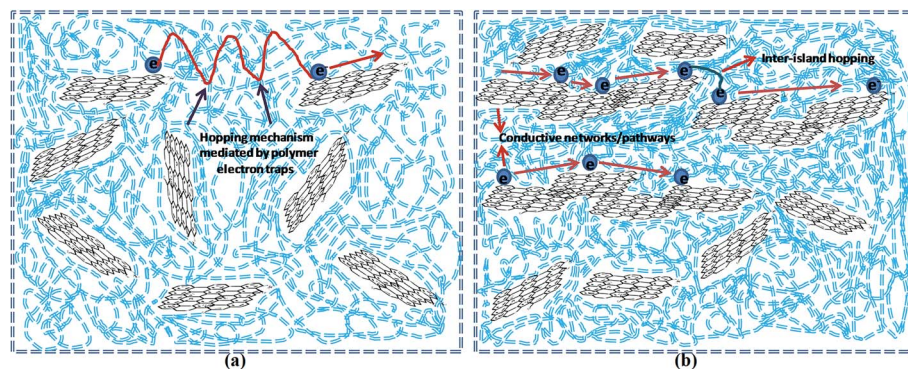 e
e
Hopping mechanism
mediated by polymer
electron traps
(a)
Inter-island hopping
e
e
e
e
e
Conductive networks/pathways
e
e
e
(b)